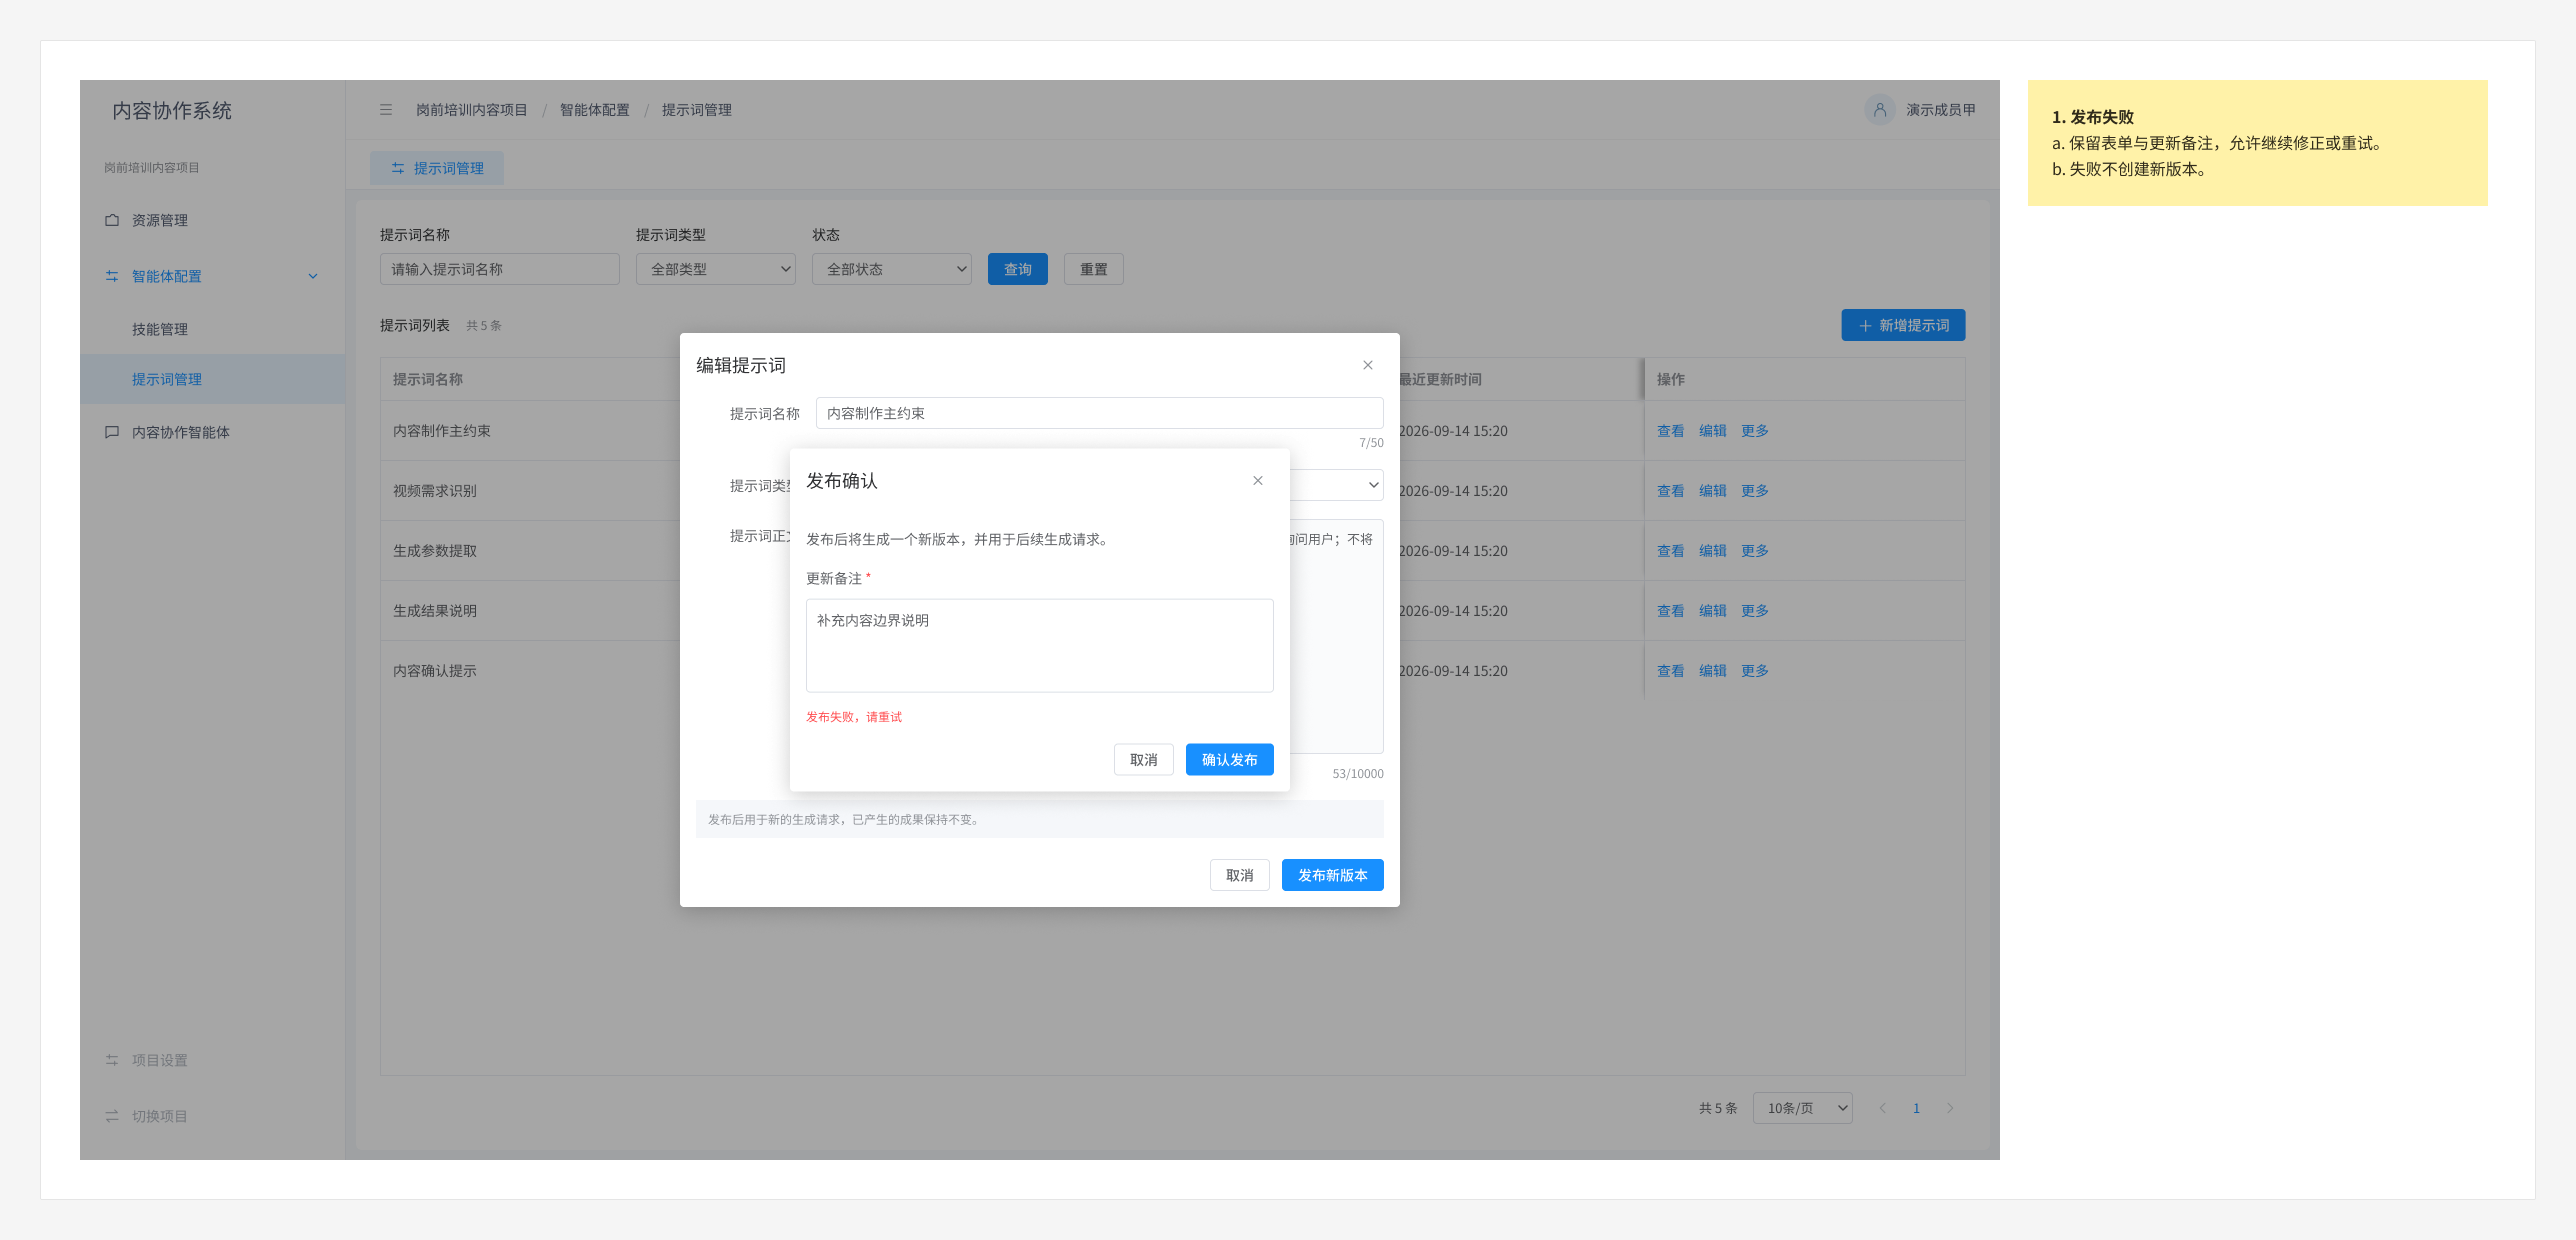 内容协作系统
岗前培训内容项目
资源管理
智能体配置
技能管理
提示词管理
内容协作智能体
项目设置
切换项目
岗前培训内容项目 / 智能体配置 / 提示词管理
演示成员甲
提示词管理
提示词名称 提示词类型 状态
请输入提示词名称 全部类型 全部状态 查询 重置
提示词列表 共 5 条
新增提示词
提示词名称 最近更新时间 操作
内容制作主约束 2026-09-14 15:20 查看 编辑 更多
视频需求识别 2026-09-14 15:20 查看 编辑 更多
生成参数提取 2026-09-14 15:20 查看 编辑 更多
生成结果说明 2026-09-14 15:20 查看 编辑 更多
内容确认提示 2026-09-14 15:20 查看 编辑 更多
共 5 条 10条/页 1
编辑提示词
提示词名称 内容制作主约束
7/50
提示词类
提示词正
问用户；不将
53/10000
发布后用于新的生成请求，已产生的成果保持不变。
取消 发布新版本
发布确认
发布后将生成一个新版本，并用于后续生成请求。
更新备注 *
补充内容边界说明
发布失败，请重试
取消 确认发布
1. 发布失败
a. 保留表单与更新备注，允许继续修正或重试。
b. 失败不创建新版本。